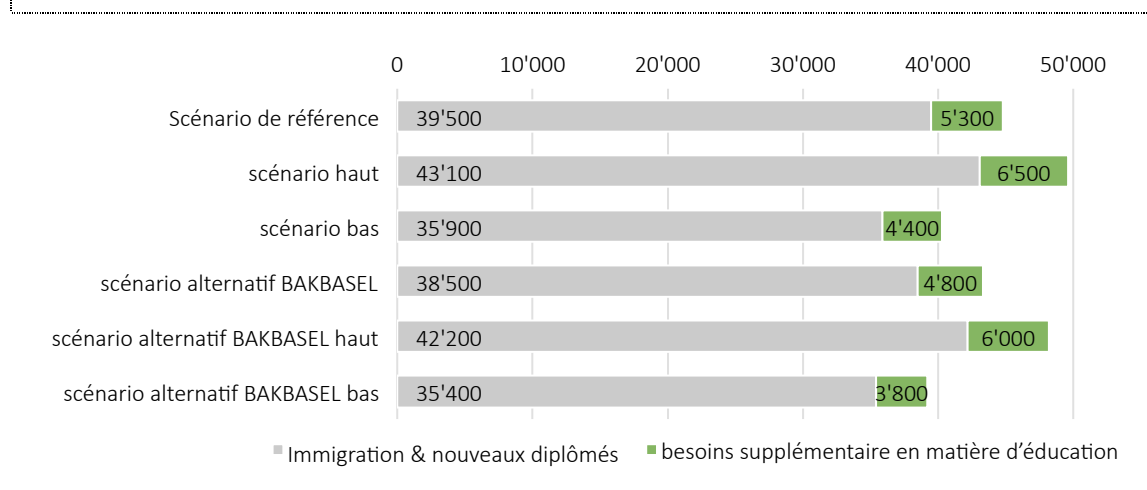 0 10'000 20'000 30'000 40'000 50'000
Scénario de référence 39'500 5'300
scénario haut 43'100 6'500
scénario bas 35'900 4'400
scénario alternatif BAKBASEL 38'500 4'800
scénario alternatif BAKBASEL haut 42'200 6'000
scénario alternatif BAKBASEL bas 35'400 3'800
Immigration & nouveaux diplômés besoins supplémentaire en matière d’éducation